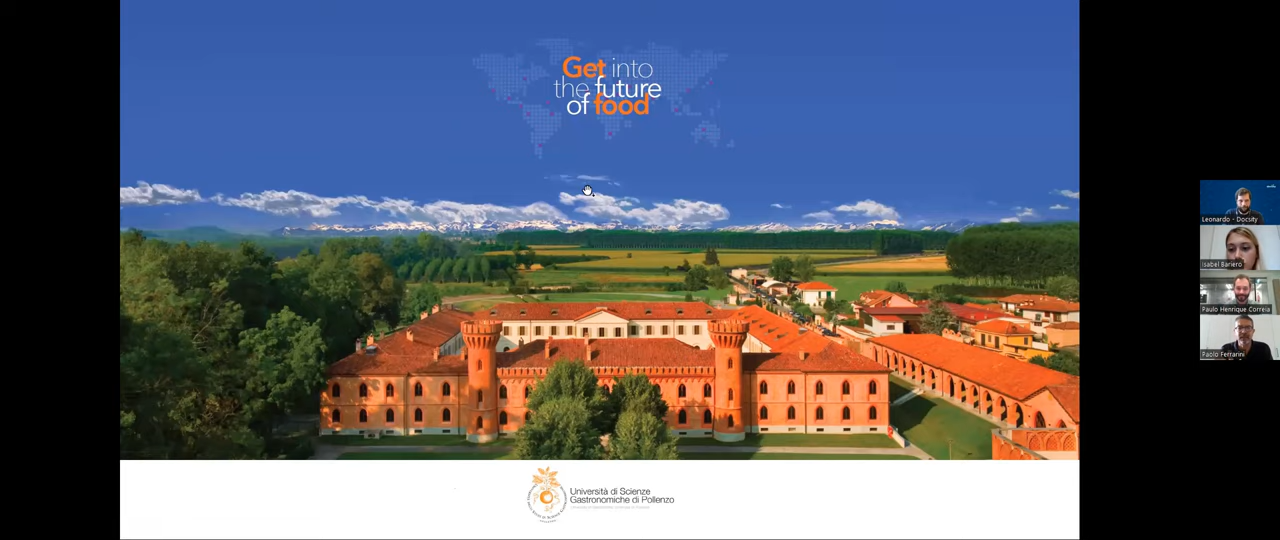 Get into
the future
of food
Leonardo - Docsity
Isabel Bariero
Paulo Henrique Correia
Paolo Ferrarini
Università di Scienze
Gastronomiche di Pollenzo